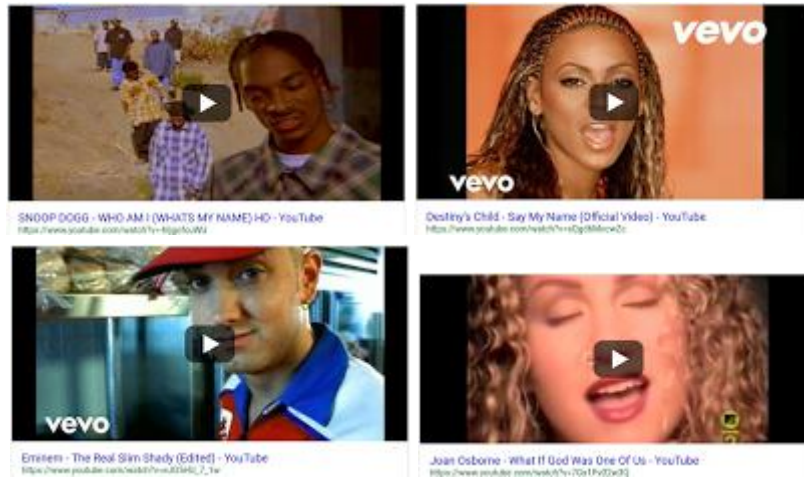 vevo
vevo
SNOOP DOGG - WHO AM I (WHATS MY NAME) HD - YouTube
Destiny's Child - Say My Name (Official Video) - YouTube
vevo
Eminem - The Real Slim Shady (Edited) - YouTube
Joan Osborne - What If God Was One Of Us - YouTube